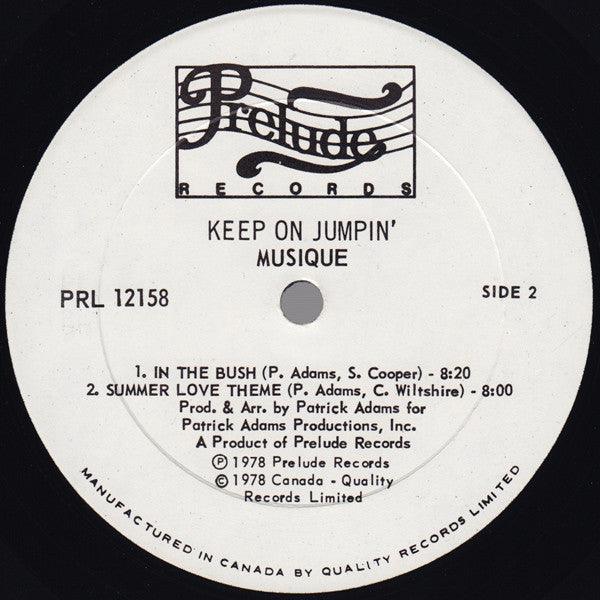 Prelude
RECORDS
KEEP ON JUMPIN'
MUSIQUE
PRL 12158
SIDE 2
1. IN THE BUSH (P. Adams, S. Cooper) - 8:20
2. SUMMER LOVE THEME (P. Adams, C. Wiltshire) - 8:00
Prod. & Arr. by Patrick Adams for
Patrick Adams Productions, Inc.
A Product of Prelude Records
℗ 1978 Prelude Records
© 1978 Canada - Quality
Records Limited
MANUFACTURED IN CANADA BY QUALITY RECORDS LIMITED